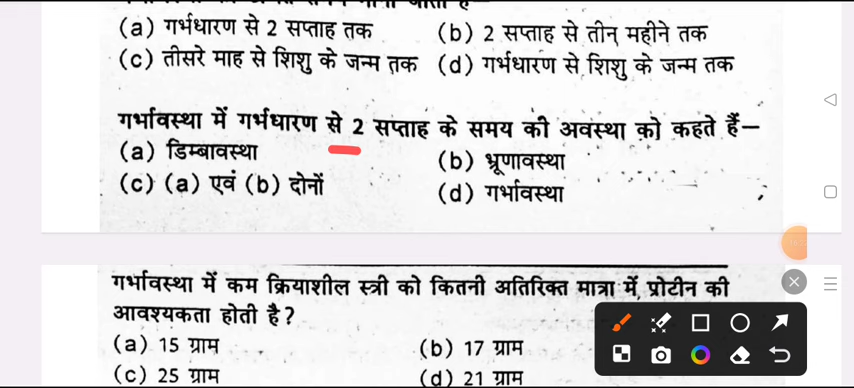 (a) गर्भधारण से 2 सप्ताह तक (b) 2 सप्ताह से तीन महीने तक
(c) तीसरे माह से शिशु के जन्म तक (d) गर्भधारण से शिशु के जन्म तक
गर्भावस्था में गर्भधारण से 2 सप्ताह के समय की अवस्था को कहते हैं—
(a) डिम्बावस्था (b) भ्रूणावस्था
(c) (a) एवं (b) दोनों (d) गर्भावस्था
गर्भावस्था में कम क्रियाशील स्त्री को कितनी अतिरिक्त मात्रा में प्रोटीन की
आवश्यकता होती है?
(a) 15 ग्राम (b) 17 ग्राम
(c) 25 ग्राम (d) 21 ग्राम